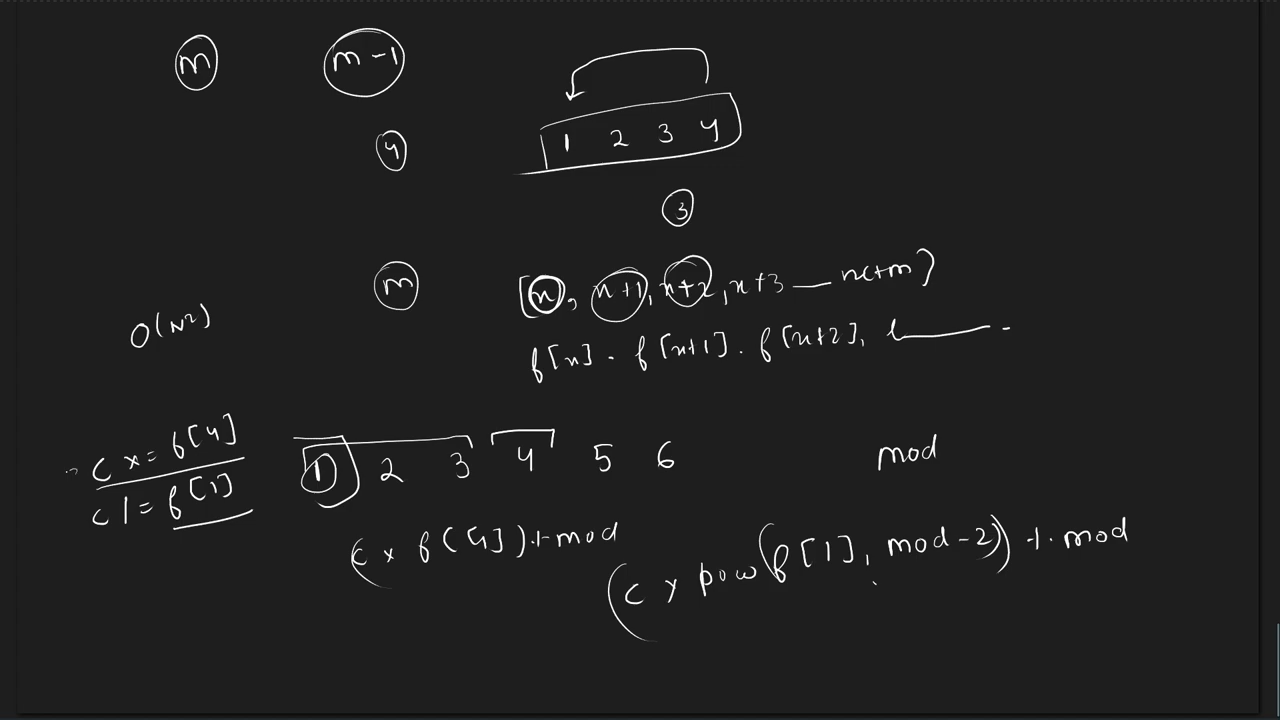 m m-1
1 2 3 4
4
3
m [x, x+1, x+2, x+3 — x+m]
O(N²)
f[x] · f[x+1] · f[x+2],
c x= f[4]
1 2 3 4 5 6 mod
c /= f[1]
(c x f[4]) % mod
(c x pow(f[1], mod-2)) % mod